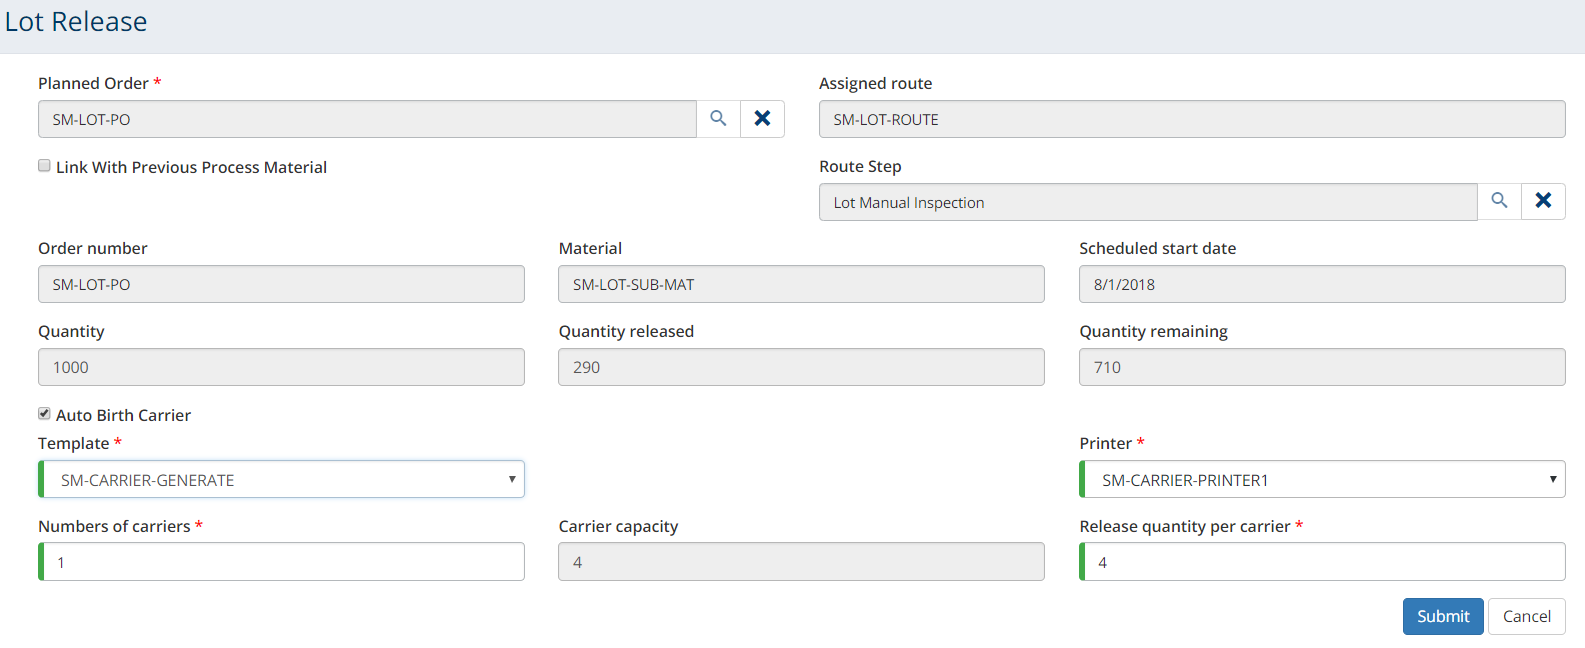 Lot Release
Planned Order *
Assigned route
SM-LOT-PO
SM-LOT-ROUTE
Link With Previous Process Material
Route Step
Lot Manual Inspection
Order number
Material
Scheduled start date
SM-LOT-PO
SM-LOT-SUB-MAT
8/1/2018
Quantity
Quantity released
Quantity remaining
1000
290
710
Auto Birth Carrier
Template *
Printer *
SM-CARRIER-GENERATE
SM-CARRIER-PRINTER1
Numbers of carriers *
Carrier capacity
Release quantity per carrier *
1
4
4
Submit
Cancel